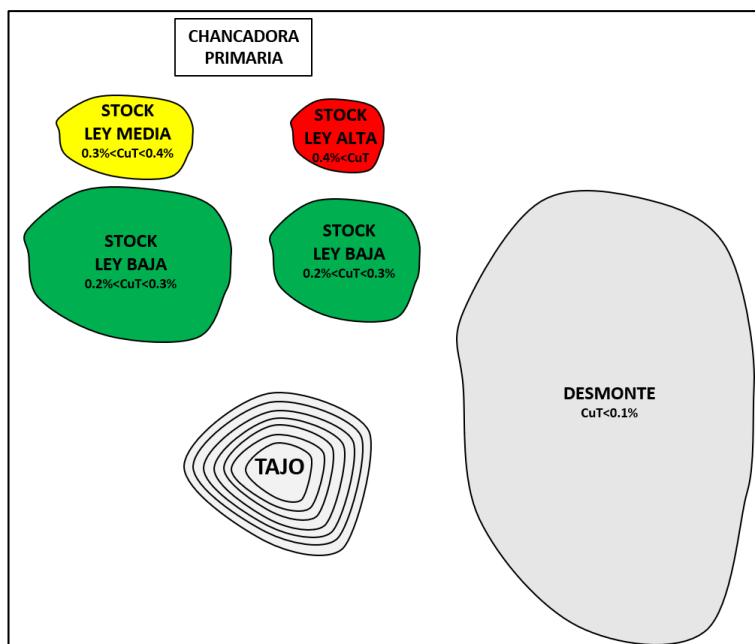 CHANCADORA
PRIMARIA
STOCK
LEY MEDIA
0.3%<CuT<0.4%
STOCK
LEY ALTA
0.4%<CuT
STOCK
LEY BAJA
0.2%<CuT<0.3%
STOCK
LEY BAJA
0.2%<CuT<0.3%
DESMONTE
CuT<0.1%
TAJO